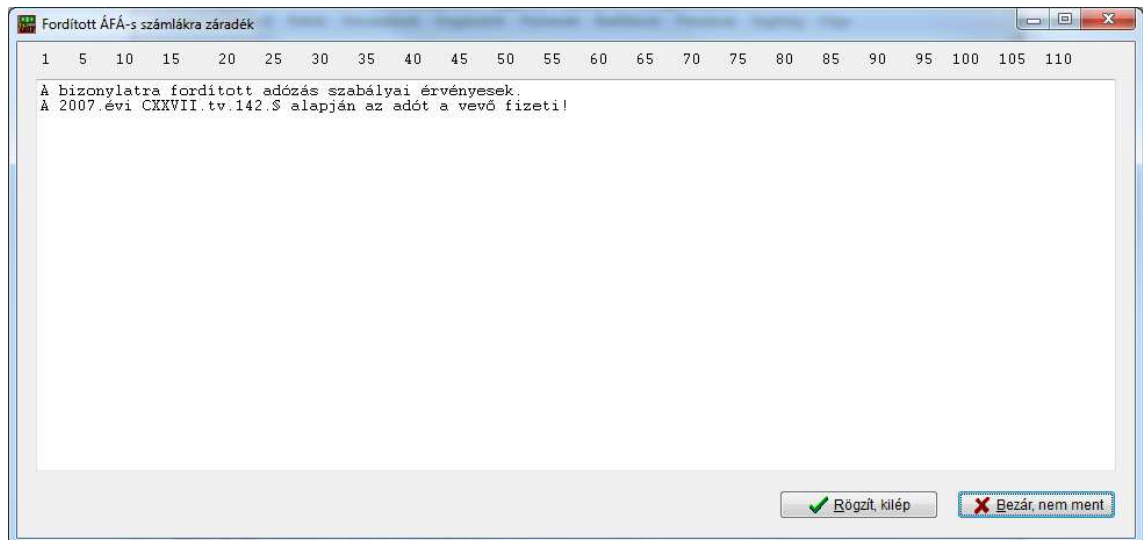 Fordított ÁFÁ-s számlákra záradék
1 5 10 15 20 25 30 35 40 45 50 55 60 65 70 75 80 85 90 95 100 105 110
A bizonylatra fordított adózás szabályai érvényesek.
A 2007.évi CXXVII.tv.142.§ alapján az adót a vevő fizeti!
Rögzít, kilép
Bezár, nem ment